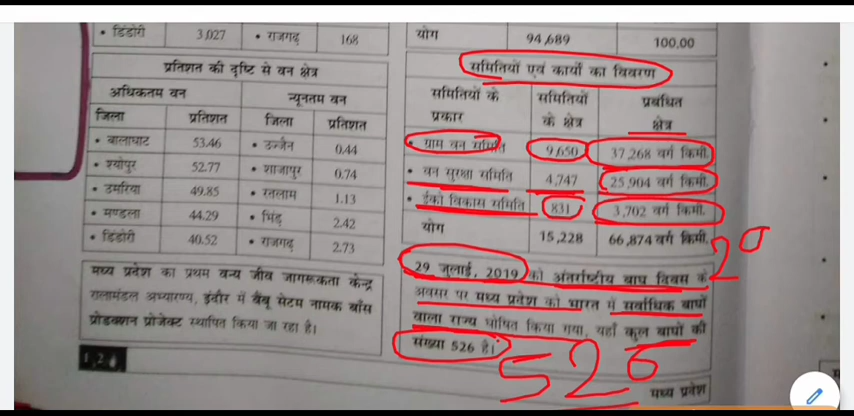 • डिंडोरी 3,027 • राजगढ़ 168
प्रतिशत की दृष्टि से वन क्षेत्र
अधिकतम वन न्यूनतम वन
जिला प्रतिशत जिला प्रतिशत
• बालाघाट 53.46 • उज्जैन 0.44
• श्योपुर 52.77 • शाजापुर 0.74
• उमरिया 49.85 • रतलाम 1.13
• मण्डला 44.29 • भिंड 2.42
• डिंडोरी 40.52 • राजगढ़ 2.73
मध्य प्रदेश का प्रथम वन्य जीव जागरूकता केन्द्र
रालामंडल अभ्यारण्य, इंदौर में बैंबू सेटम नामक बाँस
प्रोडक्शन प्रोजेक्ट स्थापित किया जा रहा है।
योग 94,689 100.00
समितियों एवं कार्यों का विवरण
समितियों के समितियों प्रबंधित
प्रकार के क्षेत्र क्षेत्र
• ग्राम वन समिति 9,650 37,268 वर्ग किमी.
• वन सुरक्षा समिति 4,747 25,904 वर्ग किमी.
• ईको विकास समिति 831 3,702 वर्ग किमी.
योग 15,228 66,874 वर्ग किमी.
29 जुलाई, 2019 को अंतर्राष्ट्रीय बाघ दिवस के
अवसर पर मध्य प्रदेश को भारत में सर्वाधिक बाघों
वाला राज्य घोषित किया गया, यहाँ कुल बाघों की
संख्या 526 है।
526
मध्य प्रदेश